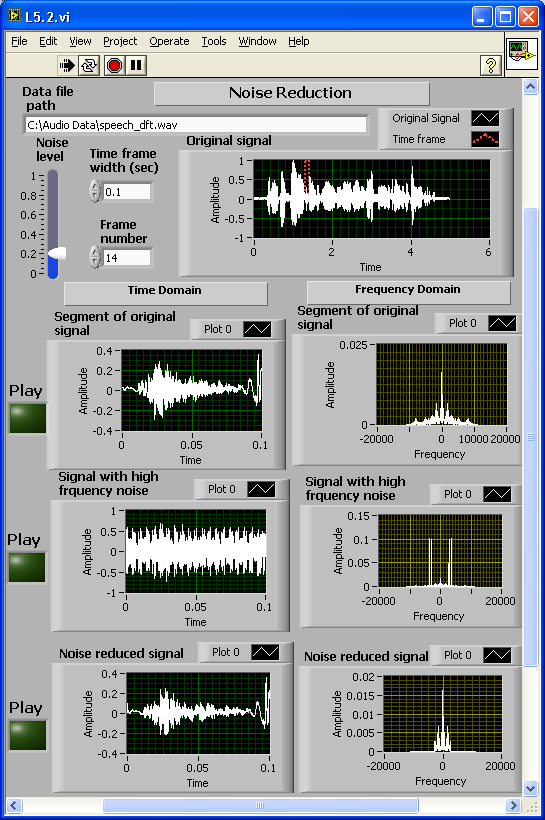 L5.2.vi
File Edit View Project Operate Tools Window Help
?
Data file
path
Noise Reduction
C:\Audio Data\speech_dft.wav
Original Signal
Time frame
Noise
level
1
0.8
0.6
0.4
0.2
0
Time frame
width (sec)
0.1
Frame
number
14
Original signal
Amplitude
1
0.5
0
-0.5
-1
0 2 4 6
Time
Time Domain
Frequency Domain
Segment of original
signal
Plot 0
Play
Amplitude
0.4
0.2
0
-0.2
-0.4
0 0.05 0.1
Time
Segment of original
signal
Plot 0
Amplitude
0.025
0
-20000 0 10000 20000
Frequency
Signal with high
frquency noise
Plot 0
Play
Amplitude
1
0.5
0
-0.5
-1
0 0.05 0.1
Time
Signal with high
frquency noise
Plot 0
Amplitude
0.15
0.1
0.05
0
-20000 0 20000
Frequency
Noise reduced signal
Plot 0
Play
Amplitude
0.4
0.2
0
-0.2
-0.4
0 0.05 0.1
Time
Noise reduced signal
Plot 0
Amplitude
0.02
0.015
0.01
0.005
0
-20000 0 20000
Frequency